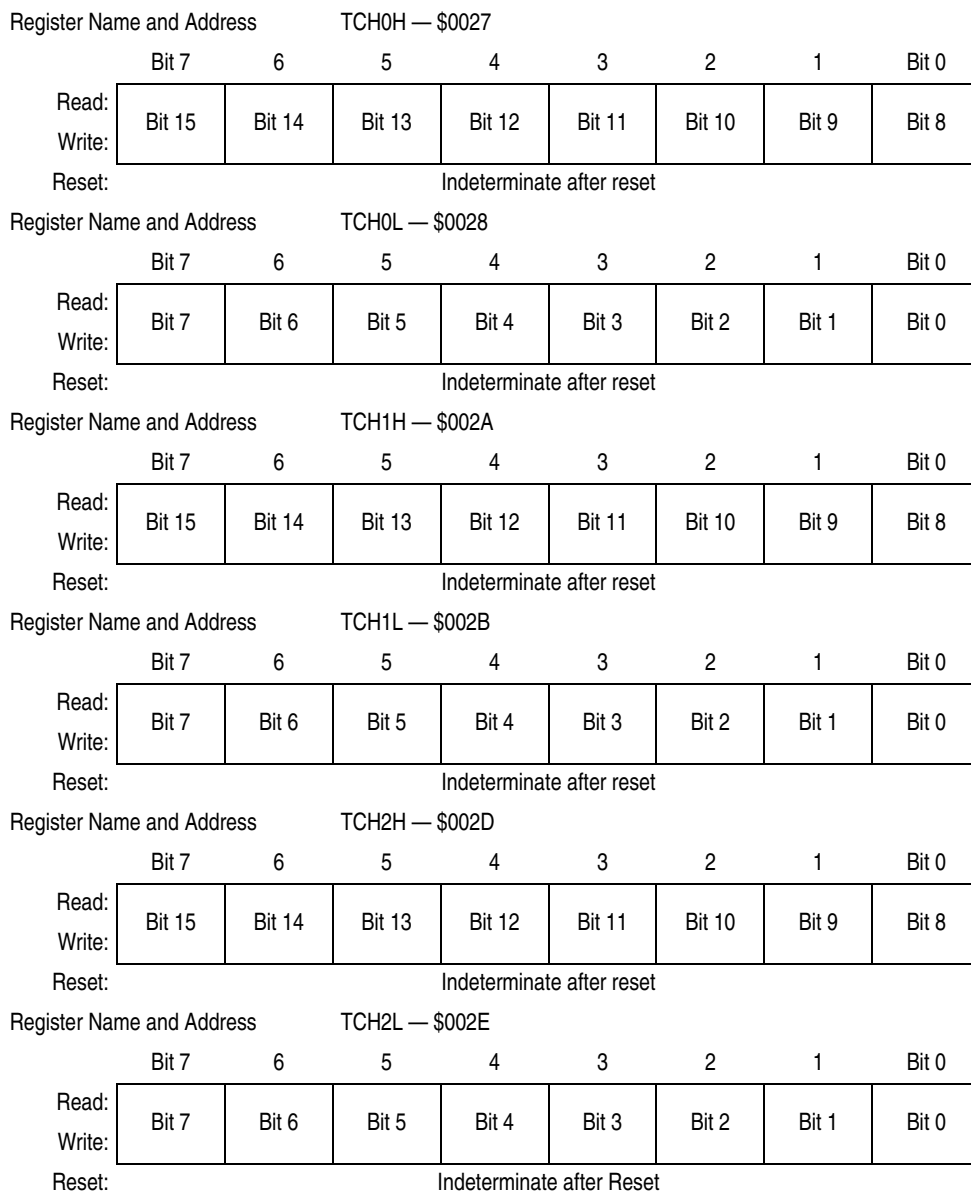 Register Name and Address TCH0H — $0027
Bit 7 6 5 4 3 2 1 Bit 0
Read:
Bit 15 Bit 14 Bit 13 Bit 12 Bit 11 Bit 10 Bit 9 Bit 8
Write:
Reset: Indeterminate after reset
Register Name and Address TCH0L — $0028
Bit 7 6 5 4 3 2 1 Bit 0
Read:
Bit 7 Bit 6 Bit 5 Bit 4 Bit 3 Bit 2 Bit 1 Bit 0
Write:
Reset: Indeterminate after reset
Register Name and Address TCH1H — $002A
Bit 7 6 5 4 3 2 1 Bit 0
Read:
Bit 15 Bit 14 Bit 13 Bit 12 Bit 11 Bit 10 Bit 9 Bit 8
Write:
Reset: Indeterminate after reset
Register Name and Address TCH1L — $002B
Bit 7 6 5 4 3 2 1 Bit 0
Read:
Bit 7 Bit 6 Bit 5 Bit 4 Bit 3 Bit 2 Bit 1 Bit 0
Write:
Reset: Indeterminate after reset
Register Name and Address TCH2H — $002D
Bit 7 6 5 4 3 2 1 Bit 0
Read:
Bit 15 Bit 14 Bit 13 Bit 12 Bit 11 Bit 10 Bit 9 Bit 8
Write:
Reset: Indeterminate after reset
Register Name and Address TCH2L — $002E
Bit 7 6 5 4 3 2 1 Bit 0
Read:
Bit 7 Bit 6 Bit 5 Bit 4 Bit 3 Bit 2 Bit 1 Bit 0
Write:
Reset: Indeterminate after Reset